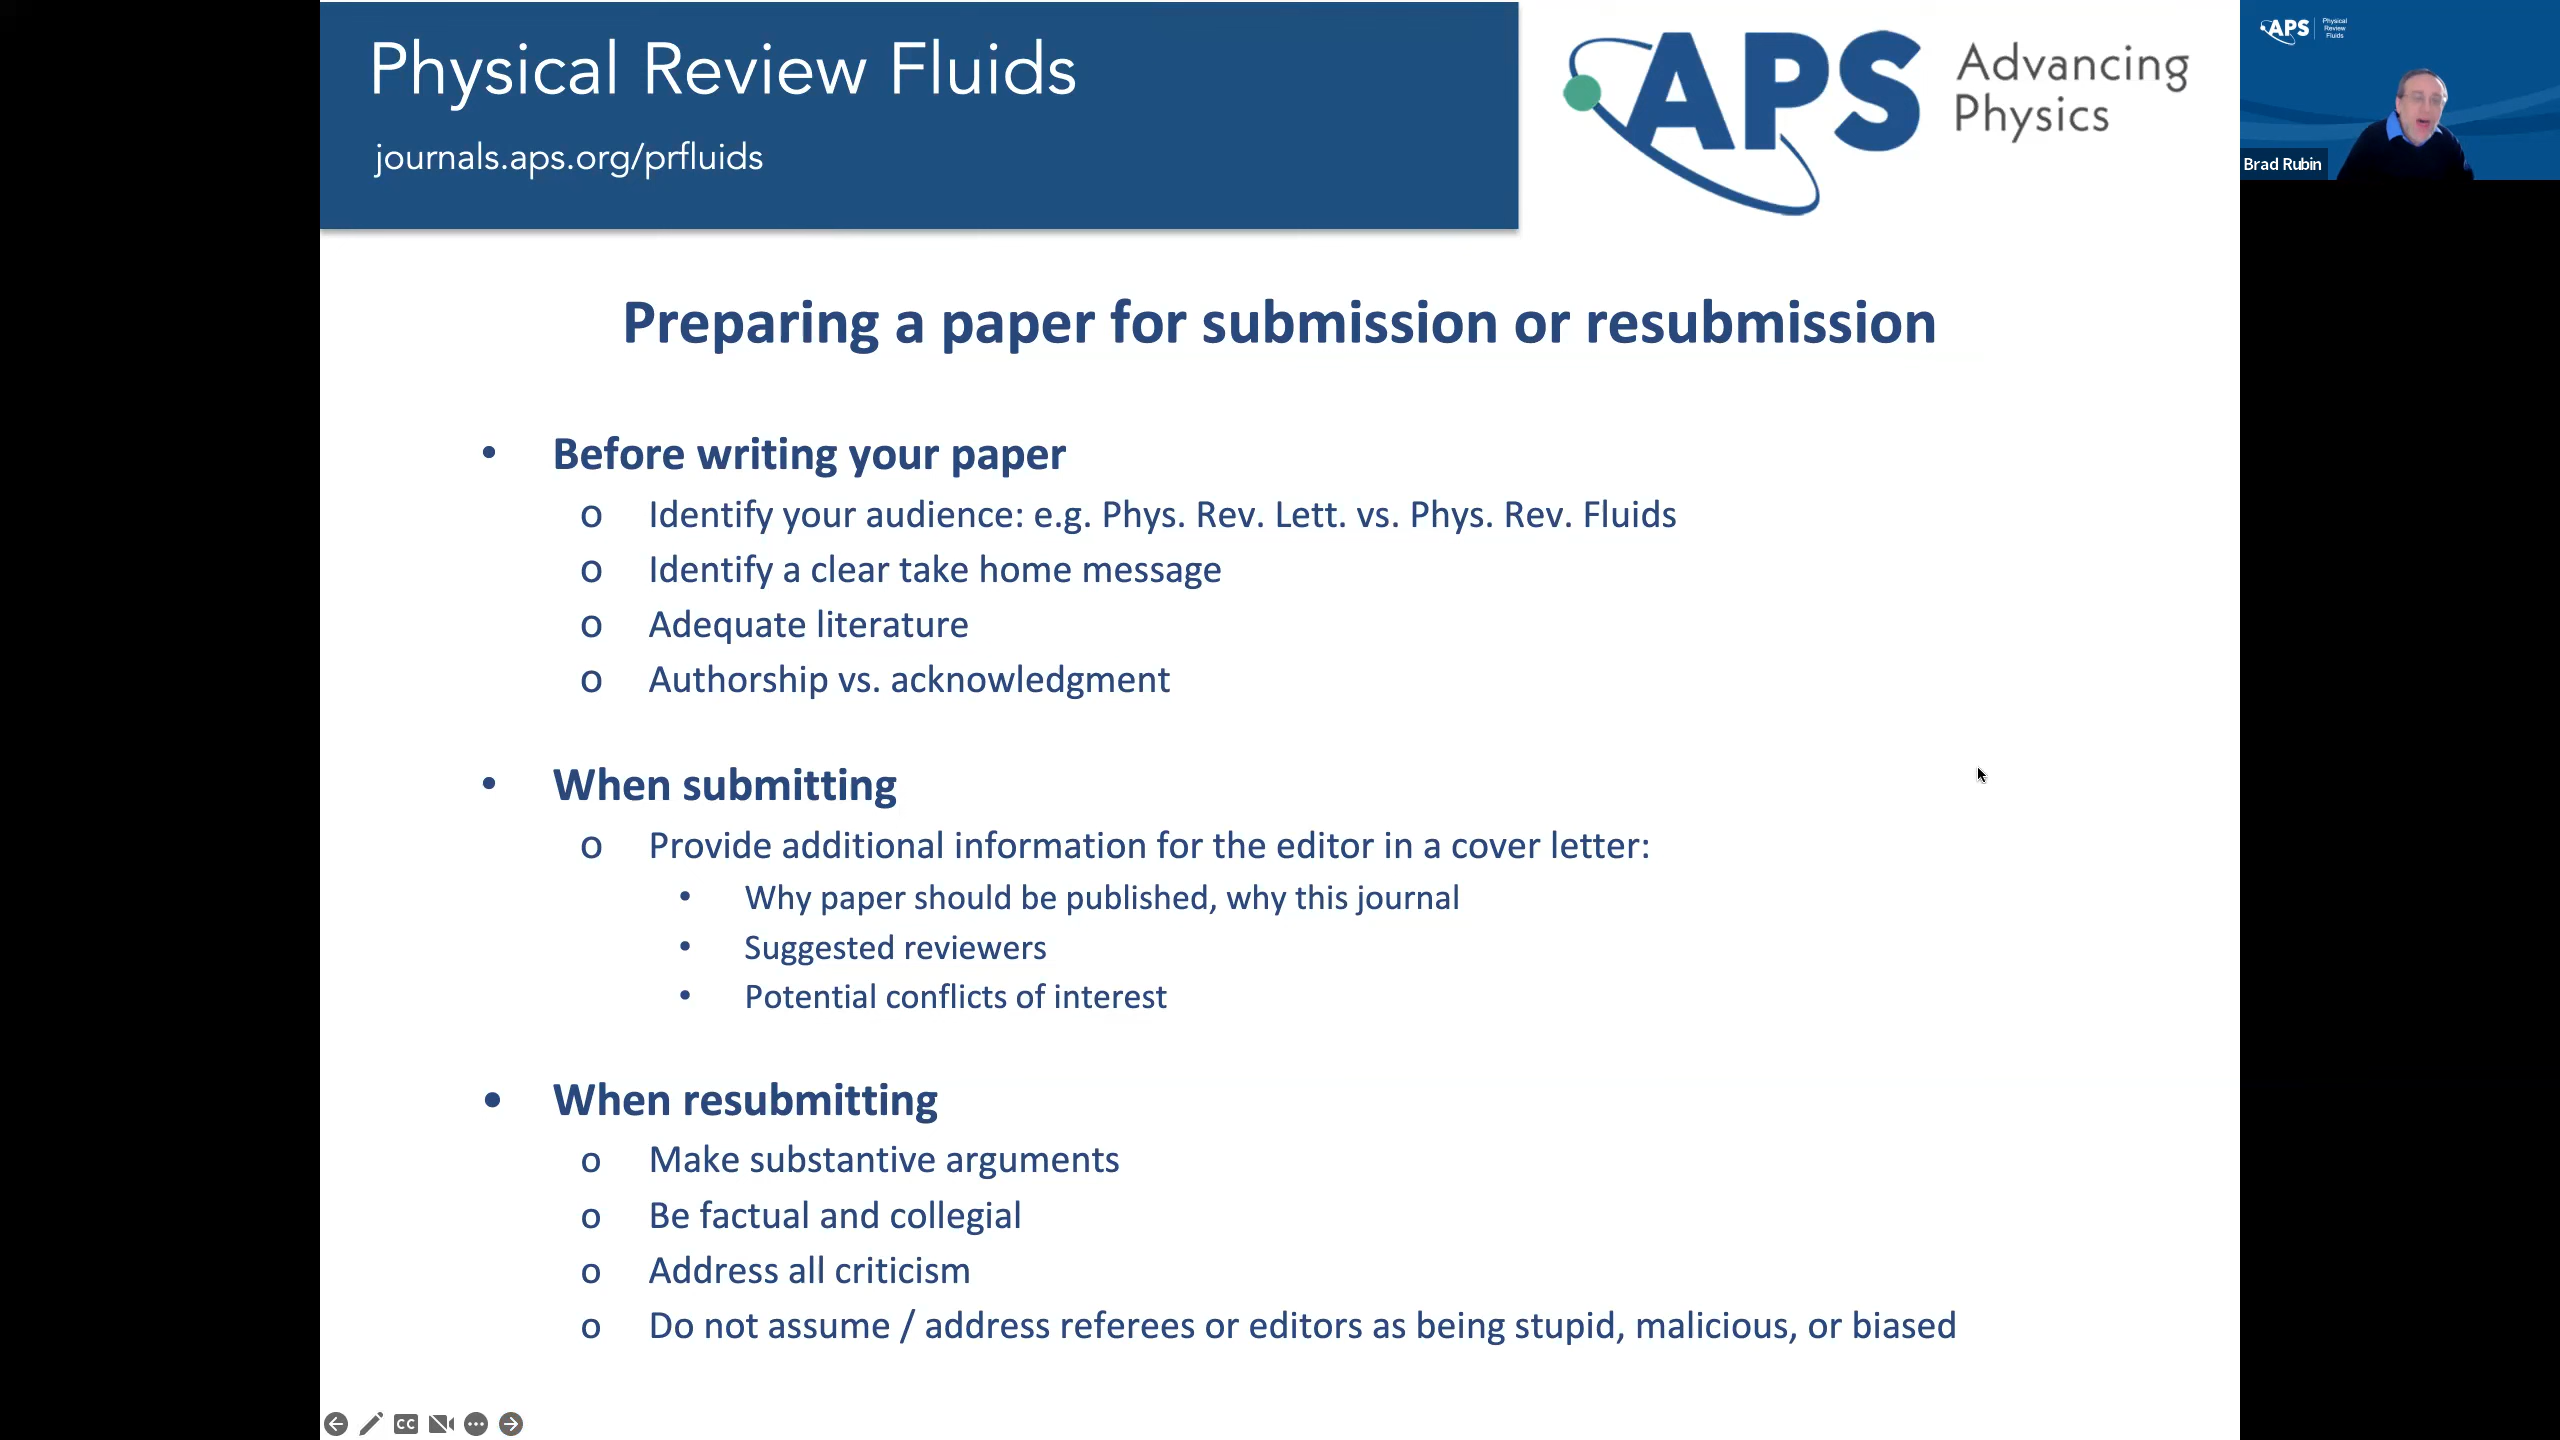 Physical Review Fluids
journals.aps.org/prfluids
APS Advancing
Physics
APS Physical
Review
Fluids
Brad Rubin
Preparing a paper for submission or resubmission
• Before writing your paper
o Identify your audience: e.g. Phys. Rev. Lett. vs. Phys. Rev. Fluids
o Identify a clear take home message
o Adequate literature
o Authorship vs. acknowledgment
• When submitting
o Provide additional information for the editor in a cover letter:
• Why paper should be published, why this journal
• Suggested reviewers
• Potential conflicts of interest
• When resubmitting
o Make substantive arguments
o Be factual and collegial
o Address all criticism
o Do not assume / address referees or editors as being stupid, malicious, or biased
CC